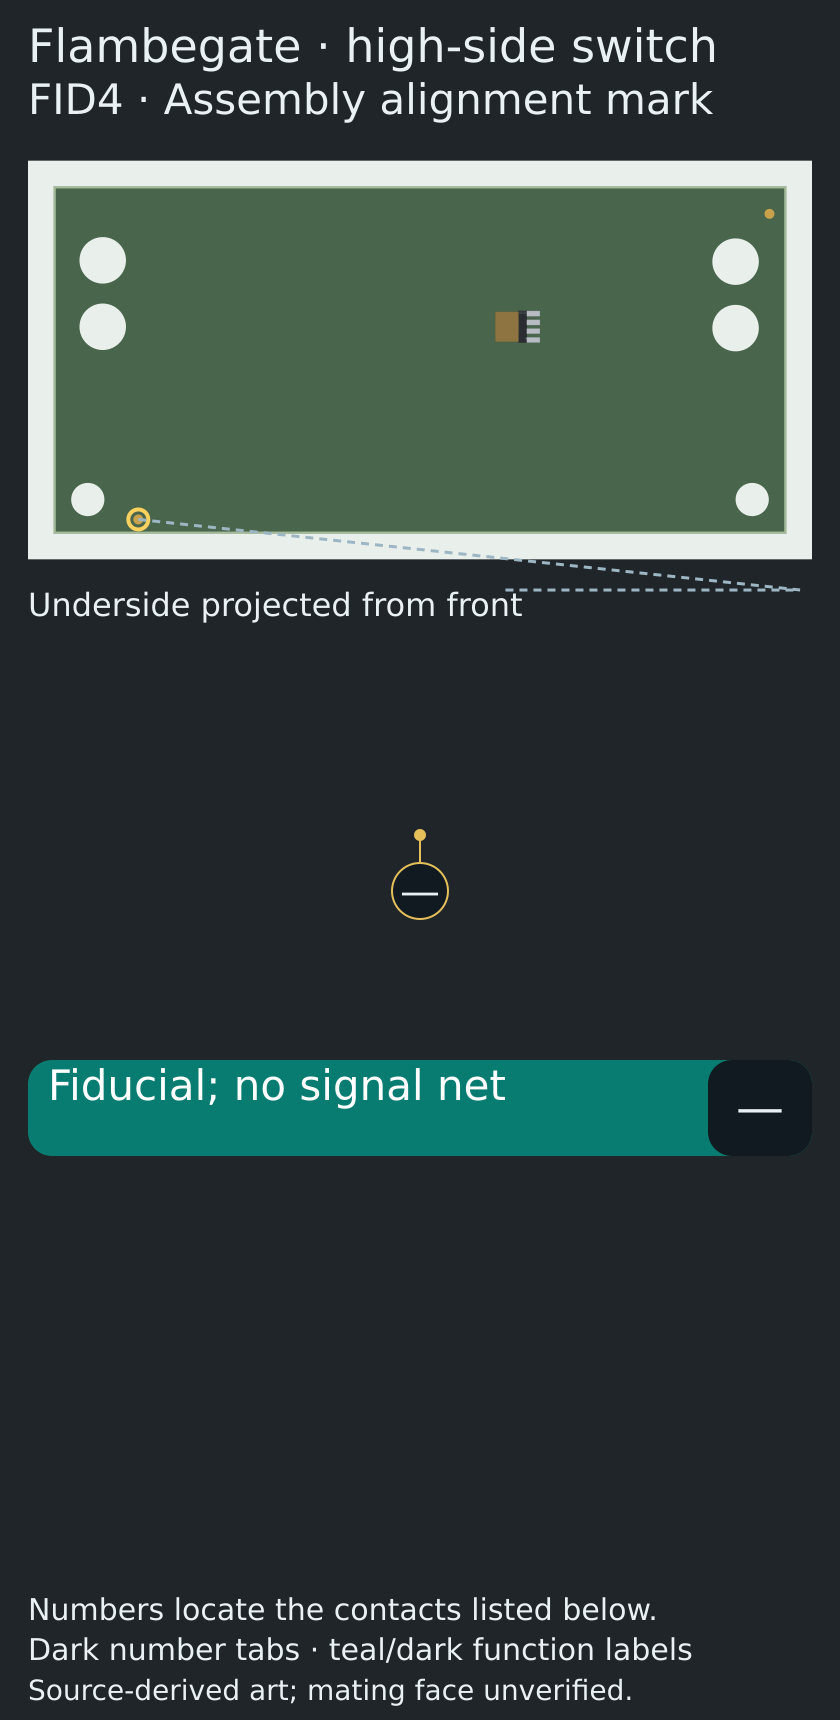 Flambegate · high-side switch
FID4 · Assembly alignment mark
Underside projected from front
—
Fiducial; no signal net
—
Numbers locate the contacts listed below.
Dark number tabs · teal/dark function labels
Source-derived art; mating face unverified.